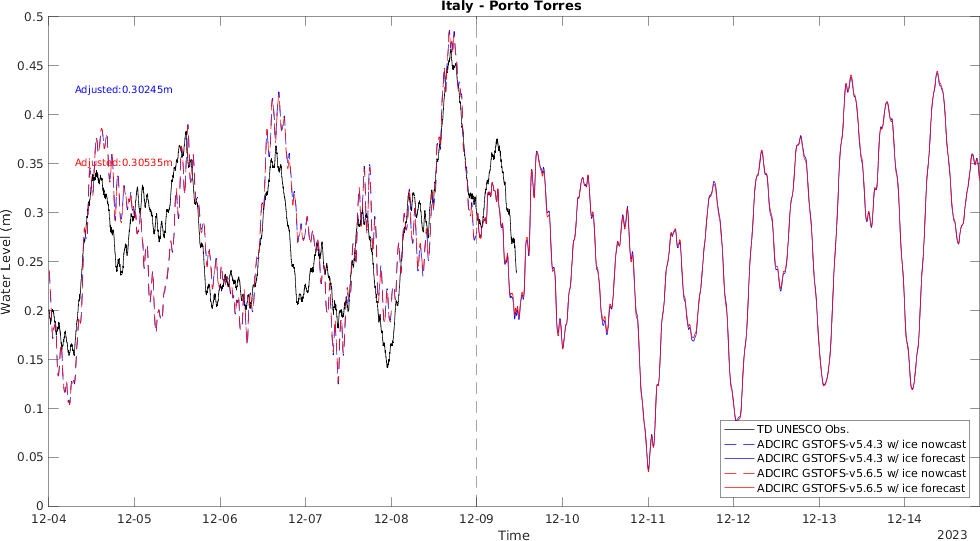 Italy - Porto Torres
0.5
0.45
0.4
0.35
0.3
0.25
0.2
0.15
0.1
0.05
0
Water Level (m)
Adjusted:0.30245m
Adjusted:0.30535m
TD UNESCO Obs.
ADCIRC GSTOFS-v5.4.3 w/ ice nowcast
ADCIRC GSTOFS-v5.4.3 w/ ice forecast
ADCIRC GSTOFS-v5.6.5 w/ ice nowcast
ADCIRC GSTOFS-v5.6.5 w/ ice forecast
12-04 12-05 12-06 12-07 12-08 12-09 12-10 12-11 12-12 12-13 12-14
Time
2023